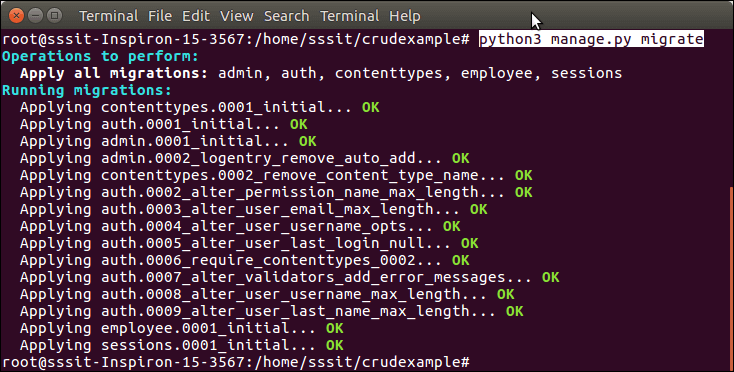 Terminal File Edit View Search Terminal Help
root@sssit-Inspiron-15-3567:/home/sssit/crudexample# python3 manage.py migrate
Operations to perform:
  Apply all migrations: admin, auth, contenttypes, employee, sessions
Running migrations:
  Applying contenttypes.0001_initial... OK
  Applying auth.0001_initial... OK
  Applying admin.0001_initial... OK
  Applying admin.0002_logentry_remove_auto_add... OK
  Applying contenttypes.0002_remove_content_type_name... OK
  Applying auth.0002_alter_permission_name_max_length... OK
  Applying auth.0003_alter_user_email_max_length... OK
  Applying auth.0004_alter_user_username_opts... OK
  Applying auth.0005_alter_user_last_login_null... OK
  Applying auth.0006_require_contenttypes_0002... OK
  Applying auth.0007_alter_validators_add_error_messages... OK
  Applying auth.0008_alter_user_username_max_length... OK
  Applying auth.0009_alter_user_last_name_max_length... OK
  Applying employee.0001_initial... OK
  Applying sessions.0001_initial... OK
root@sssit-Inspiron-15-3567:/home/sssit/crudexample#